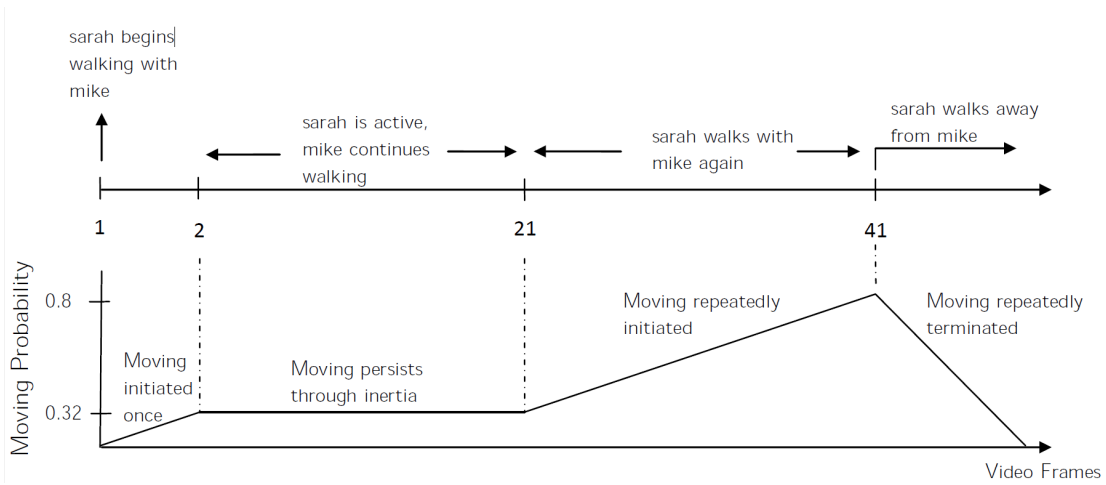 sarah begins
walking with
mike
sarah is active,
mike continues
walking
sarah walks with
mike again
sarah walks away
from mike
1
2
21
41
Moving Probability
0.8
0.32
Moving
initiated
once
Moving persists
through inertia
Moving repeatedly
initiated
Moving repeatedly
terminated
Video Frames